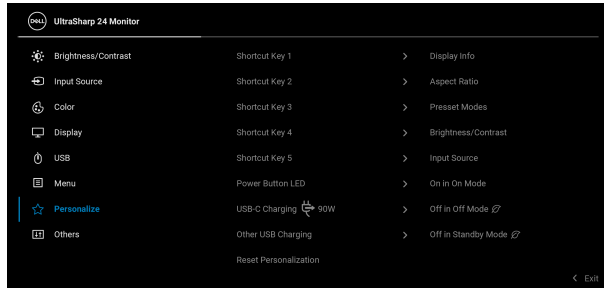 DELL UltraSharp 24 Monitor
Brightness/Contrast Shortcut Key 1 > Display Info
Input Source Shortcut Key 2 > Aspect Ratio
Color Shortcut Key 3 > Presset Modes
Display Shortcut Key 4 > Brightness/Contrast
USB Shortcut Key 5 > Input Source
Menu Power Button LED > On in On Mode
Personalize USB-C Charging 90W > Off in Off Mode
Others Other USB Charging > Off in Standby Mode
Reset Personalization
< Exit